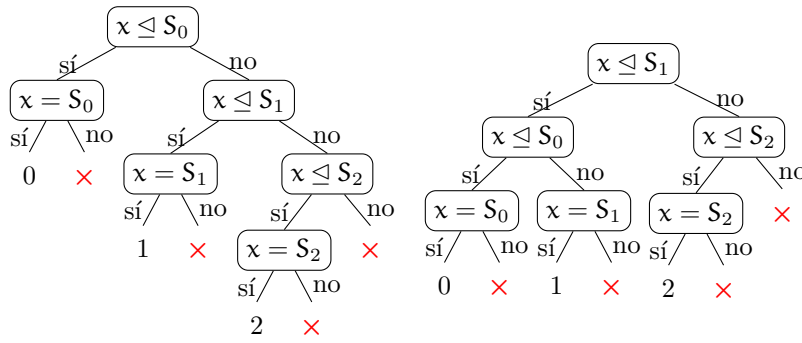 x ⊴ S₀
sí no
x = S₀ x ⊴ S₁
sí no sí no
0 × x = S₁ x ⊴ S₂
sí no sí no
1 × x = S₂ ×
sí no
2 ×
x ⊴ S₁
sí no
x ⊴ S₀ x ⊴ S₂
sí no sí no
x = S₀ x = S₁ x = S₂ ×
sí no sí no sí no
0 × 1 × 2 ×